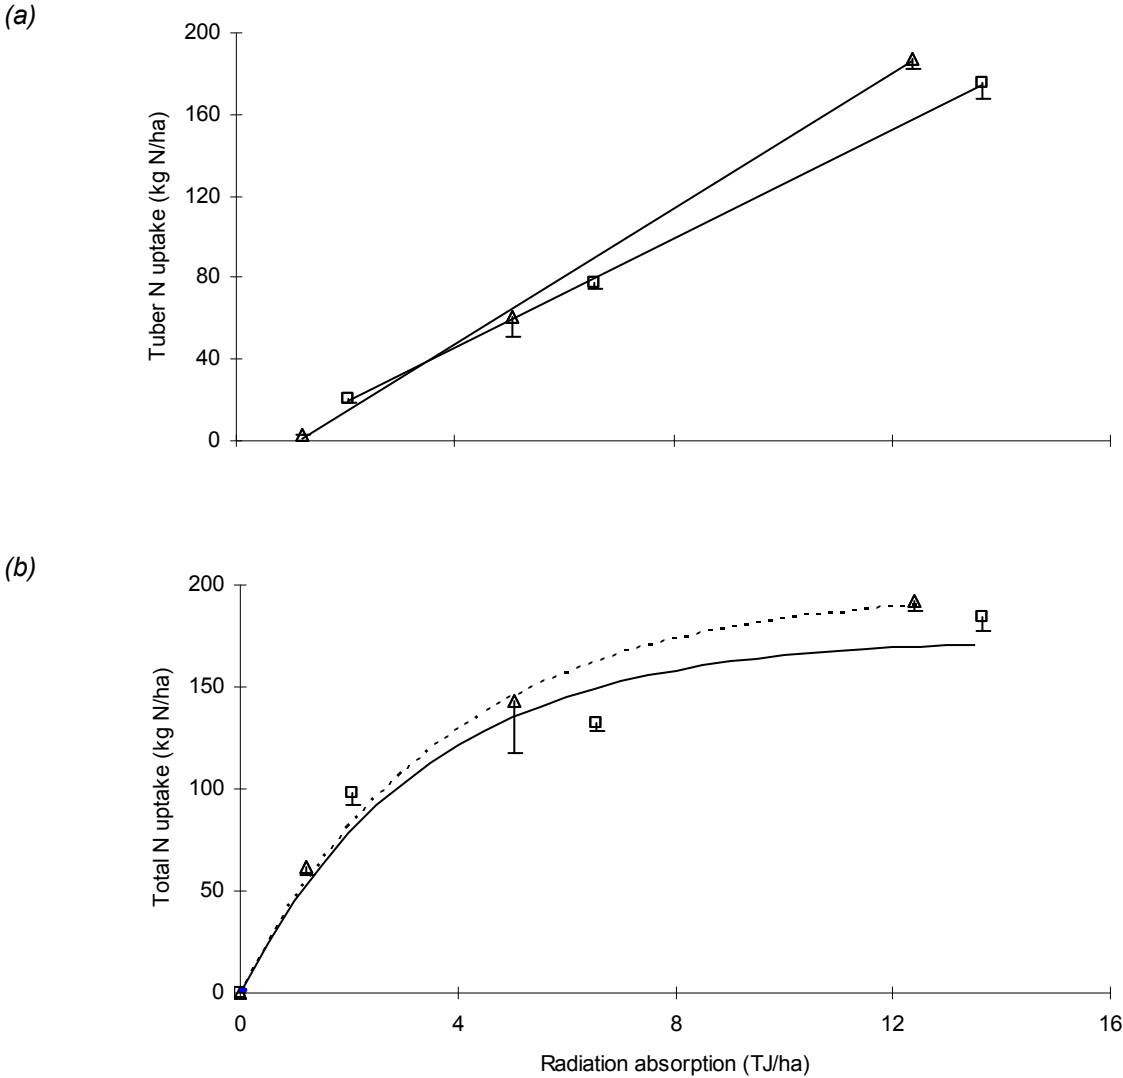 (a)
200
160
120
80
40
0
Tuber N uptake (kg N/ha)
(b)
200
150
100
50
0
Total N uptake (kg N/ha)
0 4 8 12 16
Radiation absorption (TJ/ha)